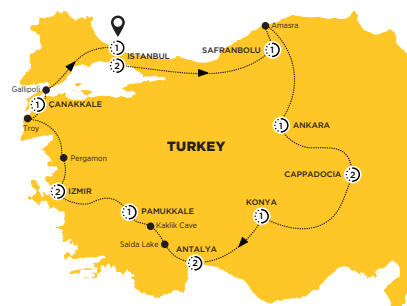 Amasra
1
ISTANBUL
2
SAFRANBOLU
1
Gallipoli
1
ÇANAKKALE
Troy
1
ANKARA
TURKEY
Pergamon
CAPPADOCIA
2
2
IZMIR
KONYA
1
1
PAMUKKALE
Kaklik Cave
Salda Lake
ANTALYA
2